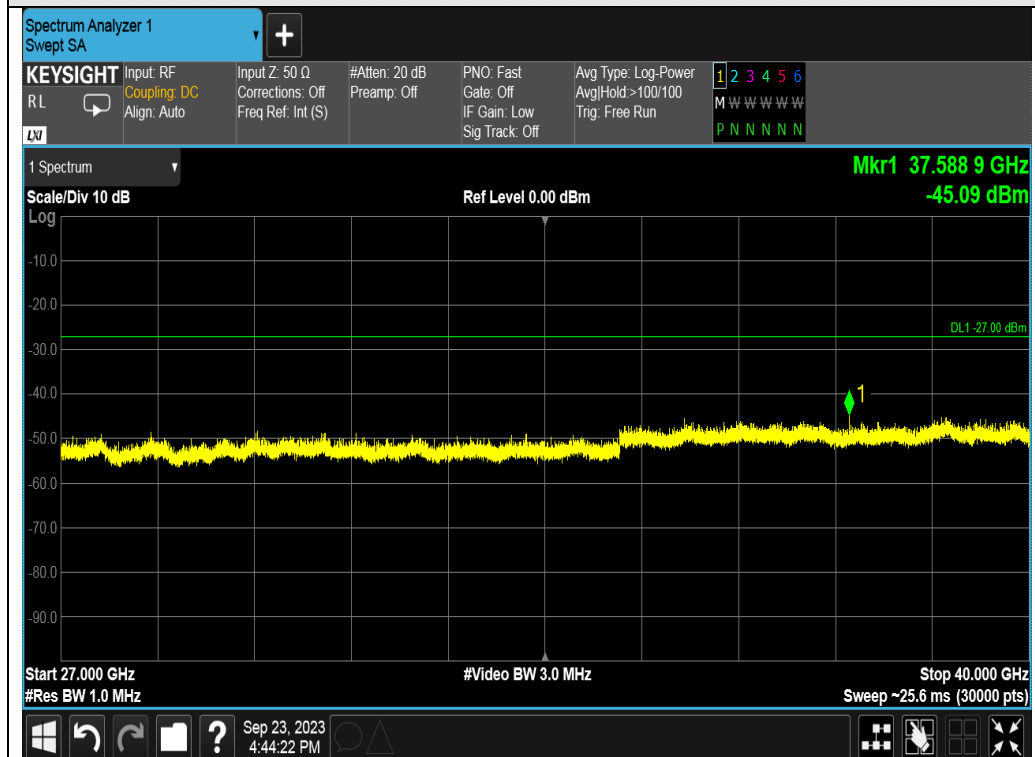 Spectrum Analyzer 1
Swept SA
+
KEYSIGHT
RL
LXI
Input: RF
Coupling: DC
Align: Auto
Input Z: 50 Ω
Corrections: Off
Freq Ref: Int (S)
#Atten: 20 dB
Preamp: Off
PNO: Fast
Gate: Off
IF Gain: Low
Sig Track: Off
Avg Type: Log-Power
Avg|Hold:>100/100
Trig: Free Run
1 2 3 4 5 6
M W W W W W
P N N N N N
1 Spectrum
Mkr1 37.588 9 GHz
-45.09 dBm
Scale/Div 10 dB
Ref Level 0.00 dBm
Log
-10.0
-20.0
DL1 -27.00 dBm
-30.0
-40.0
1
-50.0
-60.0
-70.0
-80.0
-90.0
Start 27.000 GHz
#Video BW 3.0 MHz
Stop 40.000 GHz
#Res BW 1.0 MHz
Sweep ~25.6 ms (30000 pts)
?
Sep 23, 2023
4:44:22 PM